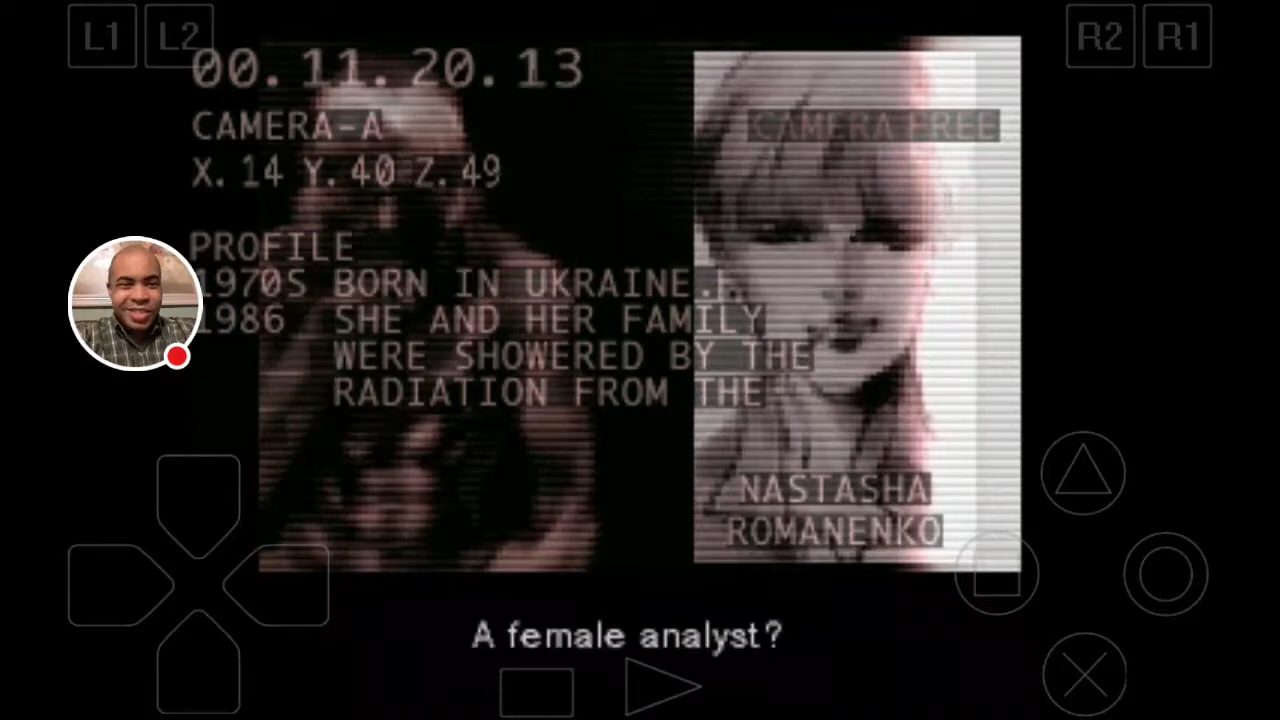 L1 L2 R2 R1
00.11.20.13
CAMERA-A
CAMERA FREE
X.14 Y.40 Z.49
PROFILE
1970S BORN IN UKRAINE.
1986 SHE AND HER FAMILY
WERE SHOWERED BY THE
RADIATION FROM THE
NASTASHA
ROMANENKO
A female analyst?